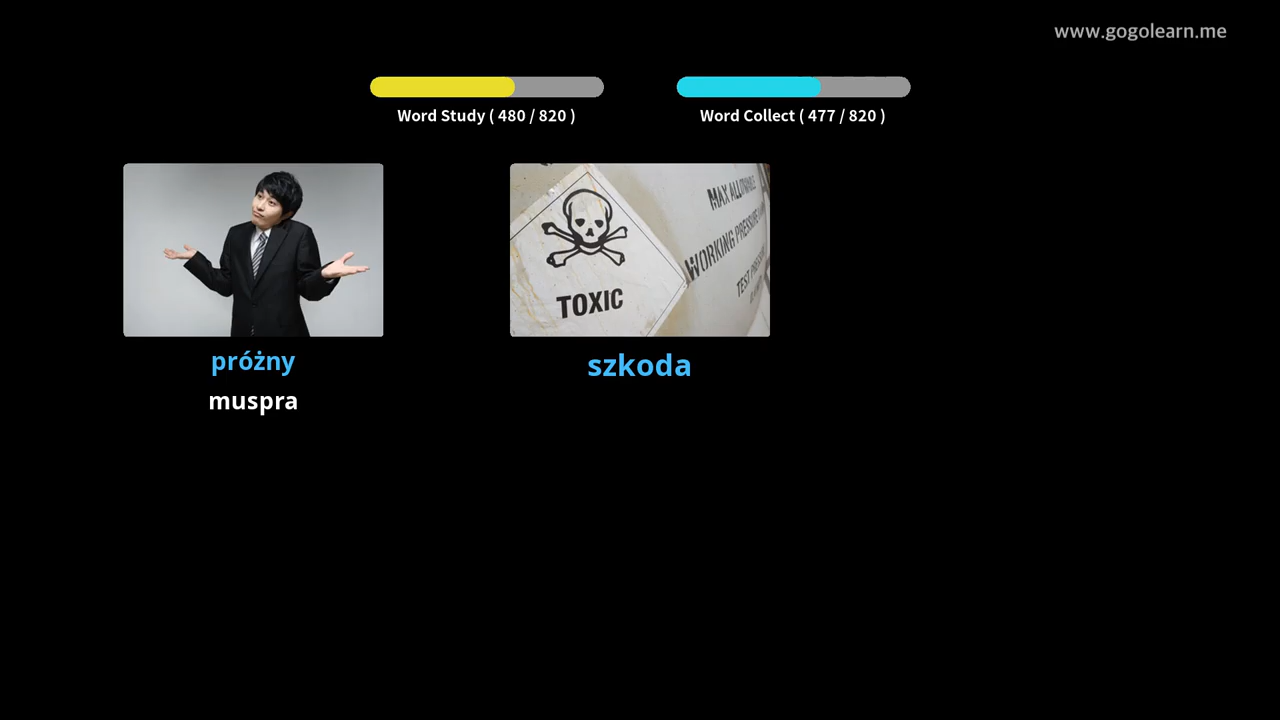 www.gogolearn.me
Word Study ( 480 / 820 )
Word Collect ( 477 / 820 )
TOXIC
MAX ALLOWABLE
WORKING PRESSURE
próżny
muspra
szkoda